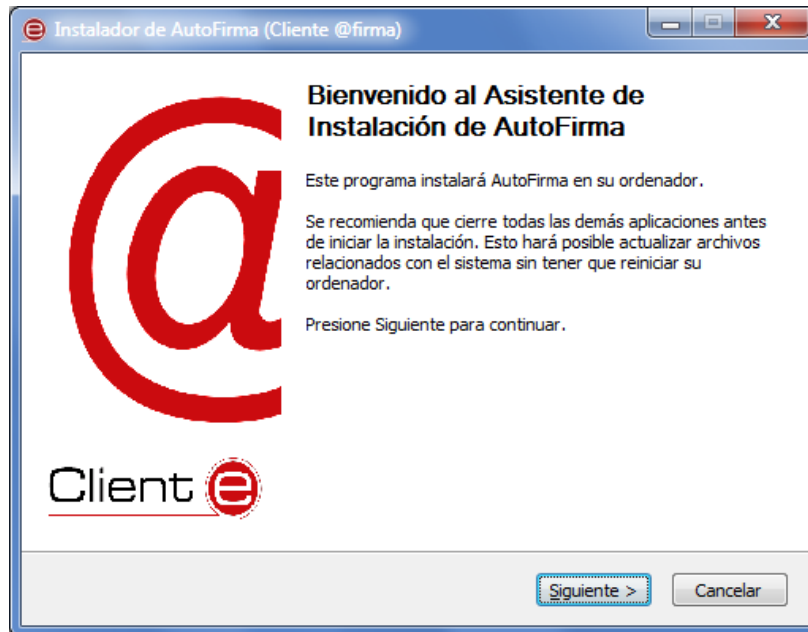 Instalador de AutoFirma (Cliente @firma)
Bienvenido al Asistente de
Instalación de AutoFirma
Este programa instalará AutoFirma en su ordenador.
Se recomienda que cierre todas las demás aplicaciones antes
de iniciar la instalación. Esto hará posible actualizar archivos
relacionados con el sistema sin tener que reiniciar su
ordenador.
Presione Siguiente para continuar.
@
Client e
Siguiente >
Cancelar